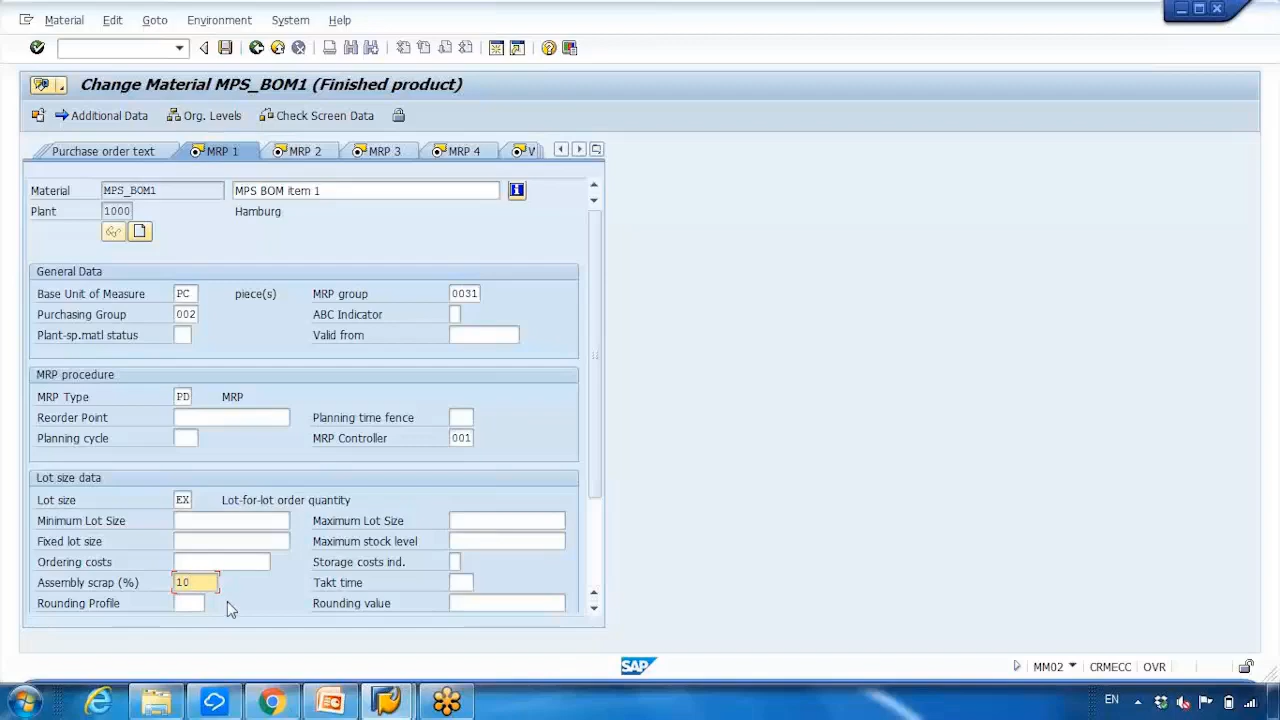 Material Edit Goto Environment System Help
Change Material MPS_BOM1 (Finished product)
Additional Data Org. Levels Check Screen Data
Purchase order text MRP 1 MRP 2 MRP 3 MRP 4 V
Material MPS_BOM1 MPS BOM item 1
Plant 1000 Hamburg
General Data
Base Unit of Measure PC piece(s) MRP group 0031
Purchasing Group 002 ABC Indicator
Plant-sp.matl status Valid from
MRP procedure
MRP Type PD MRP
Reorder Point Planning time fence
Planning cycle MRP Controller 001
Lot size data
Lot size EX Lot-for-lot order quantity
Minimum Lot Size Maximum Lot Size
Fixed lot size Maximum stock level
Ordering costs Storage costs ind.
Assembly scrap (%) 10 Takt time
Rounding Profile Rounding value
SAP MM02 CRMECC OVR
EN